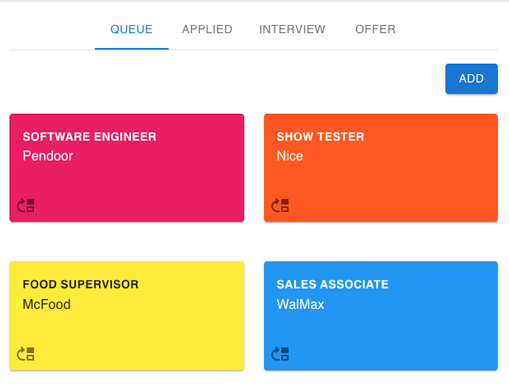 QUEUE APPLIED INTERVIEW OFFER
ADD
SOFTWARE ENGINEER
Pendoor
SHOW TESTER
Nice
FOOD SUPERVISOR
McFood
SALES ASSOCIATE
WalMax